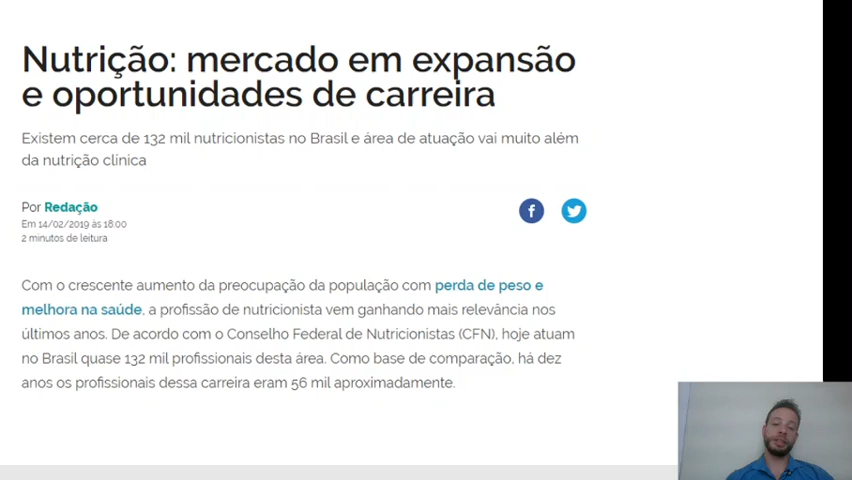 Nutrição: mercado em expansão
e oportunidades de carreira
Existem cerca de 132 mil nutricionistas no Brasil e área de atuação vai muito além
da nutrição clínica
Por Redação
Em 14/02/2019 às 18:00
2 minutos de leitura
Com o crescente aumento da preocupação da população com perda de peso e
melhora na saúde, a profissão de nutricionista vem ganhando mais relevância nos
últimos anos. De acordo com o Conselho Federal de Nutricionistas (CFN), hoje atuam
no Brasil quase 132 mil profissionais desta área. Como base de comparação, há dez
anos os profissionais dessa carreira eram 56 mil aproximadamente.